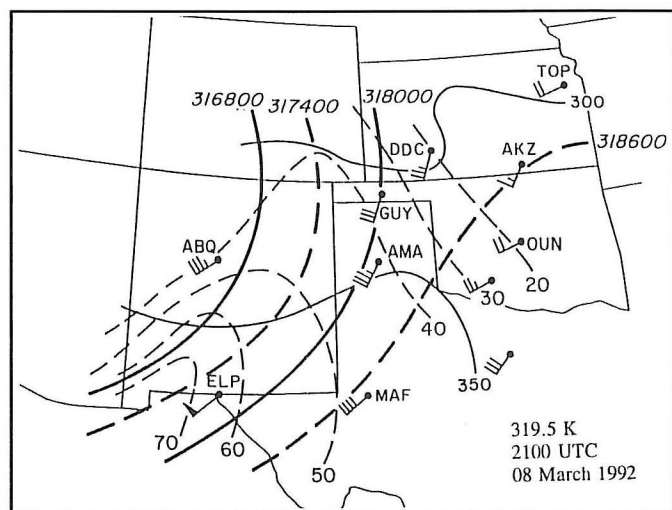 TOP
316800 317400 318000 300
DDC AKZ 318600
GUY
ABQ AMA OUN
30 20
40
ELP 350
MAF
70 60
50
319.5 K
2100 UTC
08 March 1992